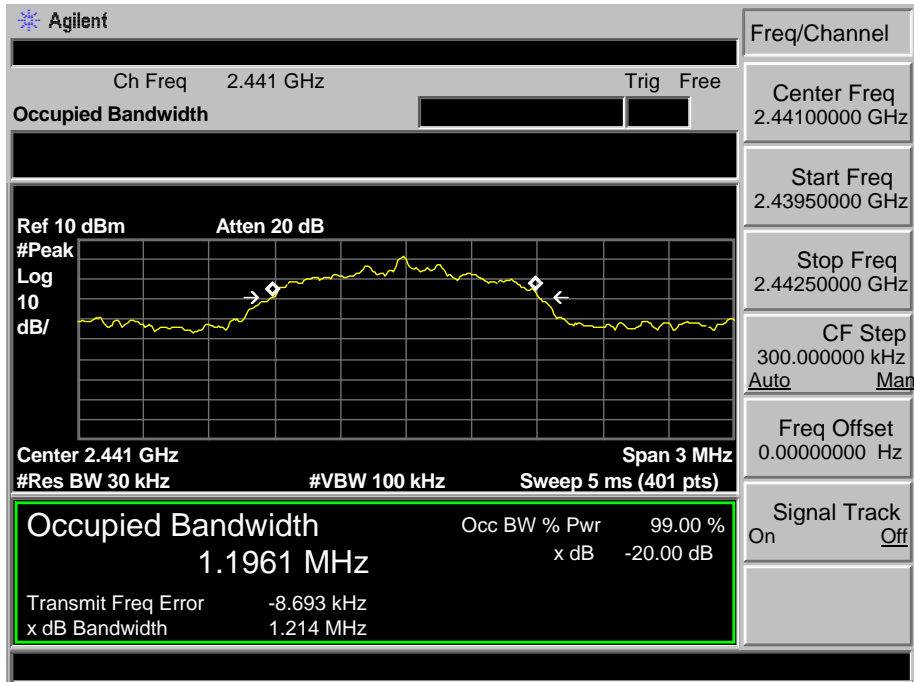 Agilent
Freq/Channel
Ch Freq 2.441 GHz Trig Free
Occupied Bandwidth
Center Freq
2.44100000 GHz
Start Freq
2.43950000 GHz
Stop Freq
2.44250000 GHz
CF Step
300.000000 kHz
Auto Man
Freq Offset
0.00000000 Hz
Signal Track
On Off
Ref 10 dBm Atten 20 dB
#Peak
Log
10
dB/
Center 2.441 GHz Span 3 MHz
#Res BW 30 kHz #VBW 100 kHz Sweep 5 ms (401 pts)
Occupied Bandwidth
1.1961 MHz
Occ BW % Pwr 99.00 %
x dB -20.00 dB
Transmit Freq Error -8.693 kHz
x dB Bandwidth 1.214 MHz